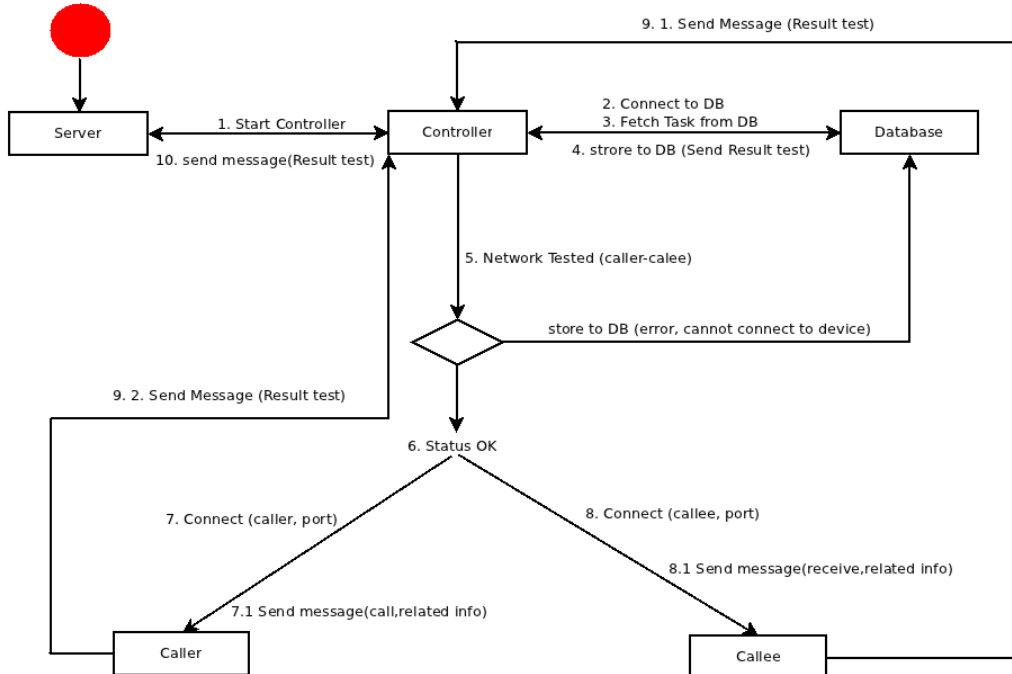 9. 1. Send Message (Result test)
Server
1. Start Controller
10. send message(Result test)
Controller
2. Connect to DB
3. Fetch Task from DB
4. strore to DB (Send Result test)
Database
5. Network Tested (caller-calee)
store to DB (error, cannot connect to device)
9. 2. Send Message (Result test)
6. Status OK
7. Connect (caller, port)
8. Connect (callee, port)
8.1 Send message(receive,related info)
7.1 Send message(call,related info)
Caller
Callee